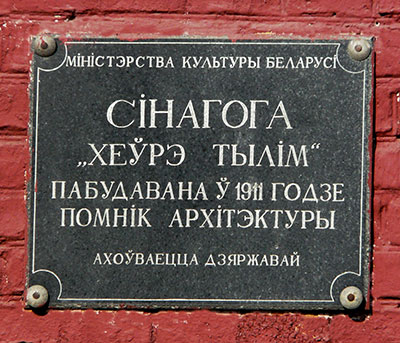 МІНІСТЭРСТВА КУЛЬТУРЫ БЕЛАРУСІ
СІНАГОГА
„ХЕЎРЭ ТЫЛІМ“
ПАБУДАВАНА Ў 1911 ГОДЗЕ
ПОМНІК АРХІТЭКТУРЫ
АХОЎВАЕЦЦА ДЗЯРЖАВАЙ